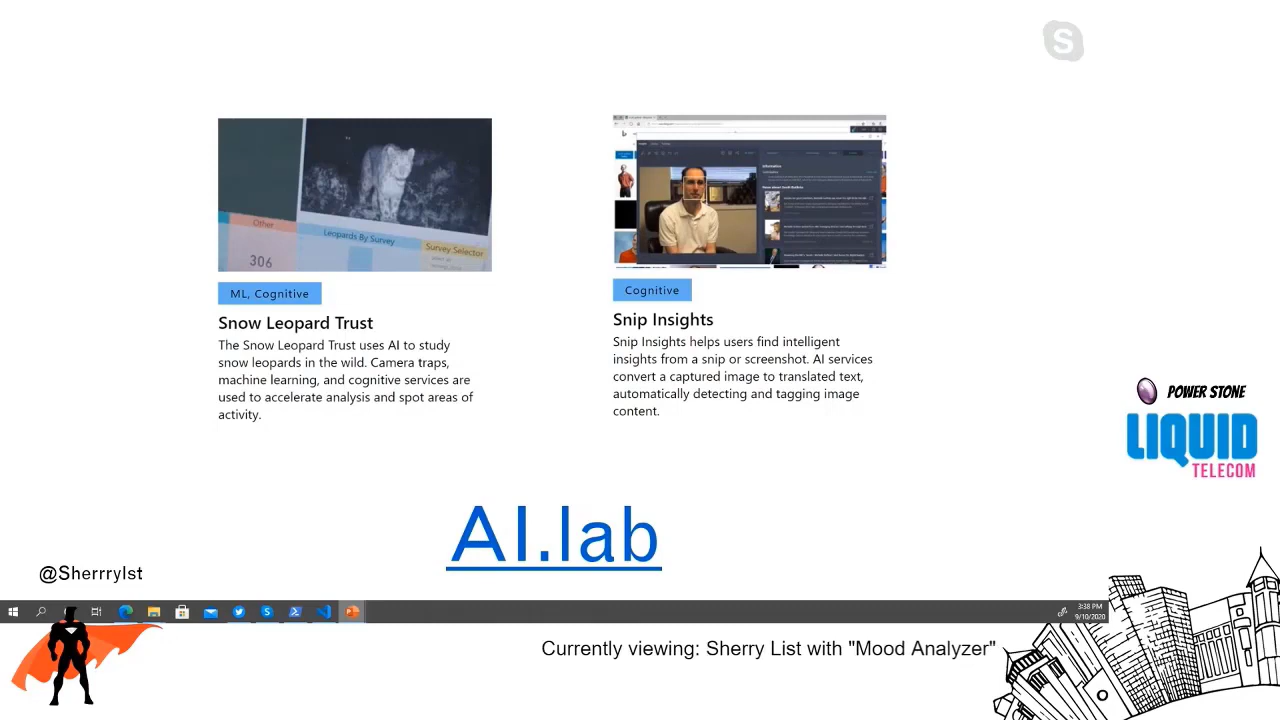 S
Other
306
Leopards By Survey
Survey Selector
ML, Cognitive
Snow Leopard Trust
The Snow Leopard Trust uses AI to study
snow leopards in the wild. Camera traps,
machine learning, and cognitive services are
used to accelerate analysis and spot areas of
activity.
Cognitive
Snip Insights
Snip Insights helps users find intelligent
insights from a snip or screenshot. AI services
convert a captured image to translated text,
automatically detecting and tagging image
content.
POWER STONE
LIQUID
TELECOM
AI.lab
@Sherrrylst
3:38 PM
9/10/2020
Currently viewing: Sherry List with "Mood Analyzer"